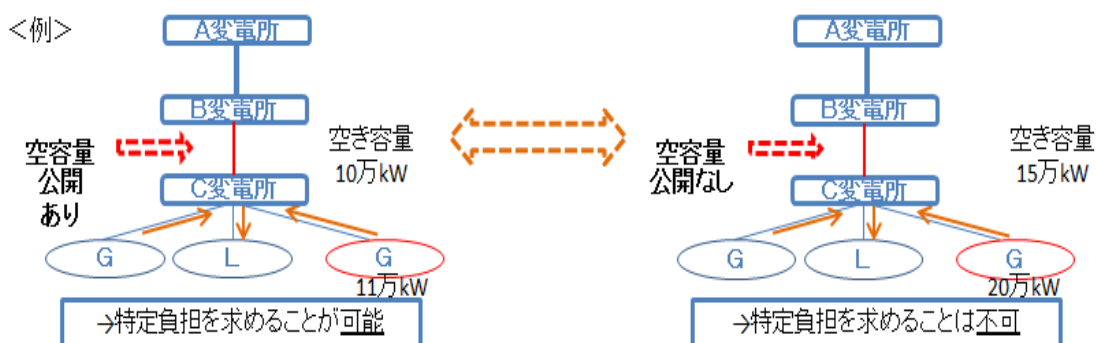 <例>
A変電所
B変電所
空容量
公開
あり
空き容量
10万kW
C変電所
G
L
G
11万kW
→特定負担を求めることが可能
A変電所
B変電所
空容量
公開なし
空き容量
15万kW
C変電所
G
L
G
20万kW
→特定負担を求めることは不可